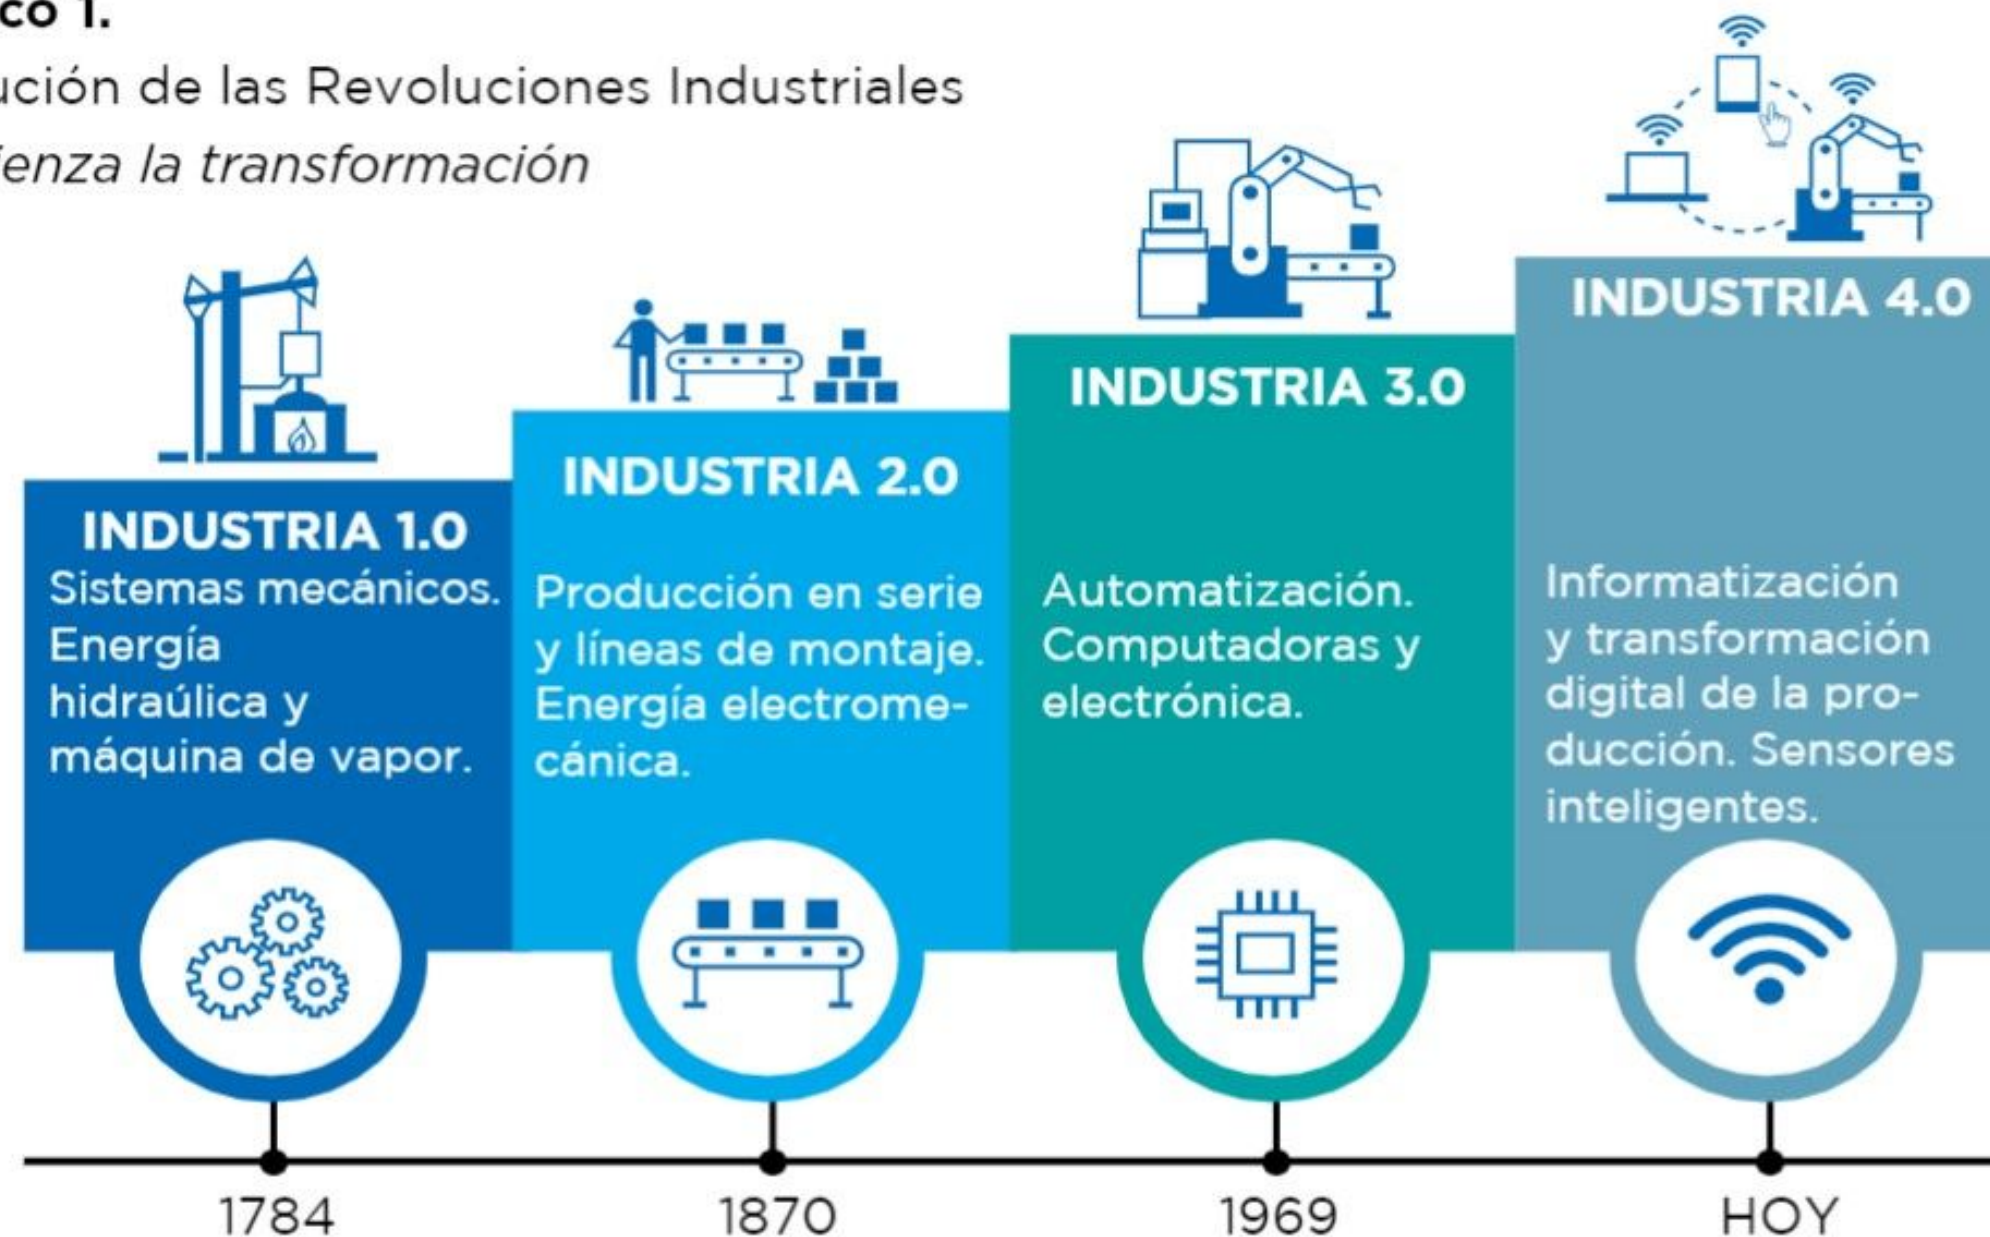 co 1.
ución de las Revoluciones Industriales
ienza la transformación
INDUSTRIA 1.0
Sistemas mecánicos.
Energía
hidraúlica y
máquina de vapor.
INDUSTRIA 2.0
Producción en serie
y líneas de montaje.
Energía electrome-
cánica.
INDUSTRIA 3.0
Automatización.
Computadoras y
electrónica.
INDUSTRIA 4.0
Informatización
y transformación
digital de la pro-
ducción. Sensores
inteligentes.
1784
1870
1969
HOY